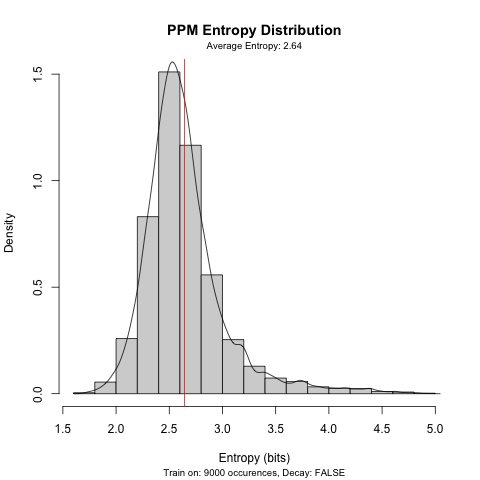 PPM Entropy Distribution
Average Entropy: 2.64
Density
1.5
1.0
0.5
0.0
1.5 2.0 2.5 3.0 3.5 4.0 4.5 5.0
Entropy (bits)
Train on: 9000 occurences, Decay: FALSE